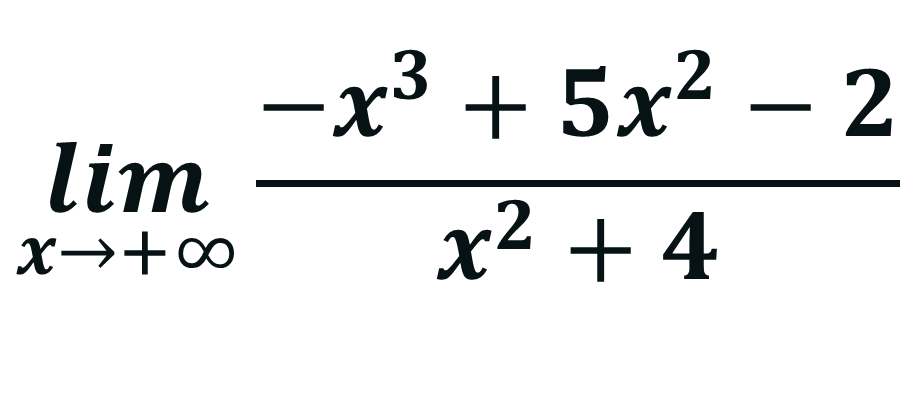 lim −x³ + 5x² − 2
x→+∞ x² + 4